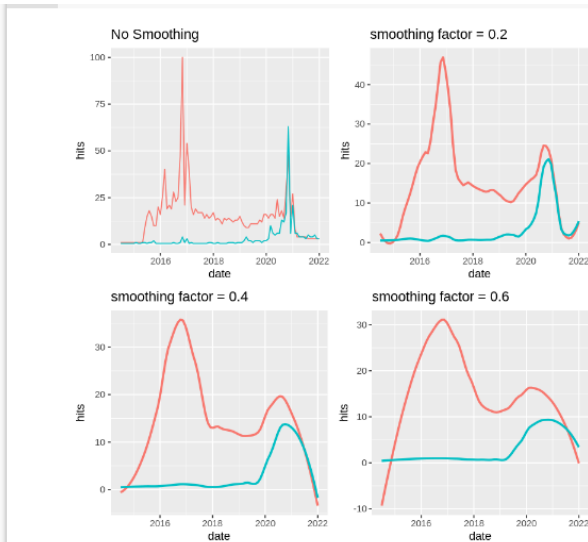 No Smoothing
100
75
50
25
0
hits
2016
2018
2020
2022
date
smoothing factor = 0.2
40
30
20
10
0
hits
2016
2018
2020
2022
date
smoothing factor = 0.4
30
20
10
0
hits
2016
2018
2020
2022
date
smoothing factor = 0.6
30
20
10
0
-10
hits
2016
2018
2020
2022
date